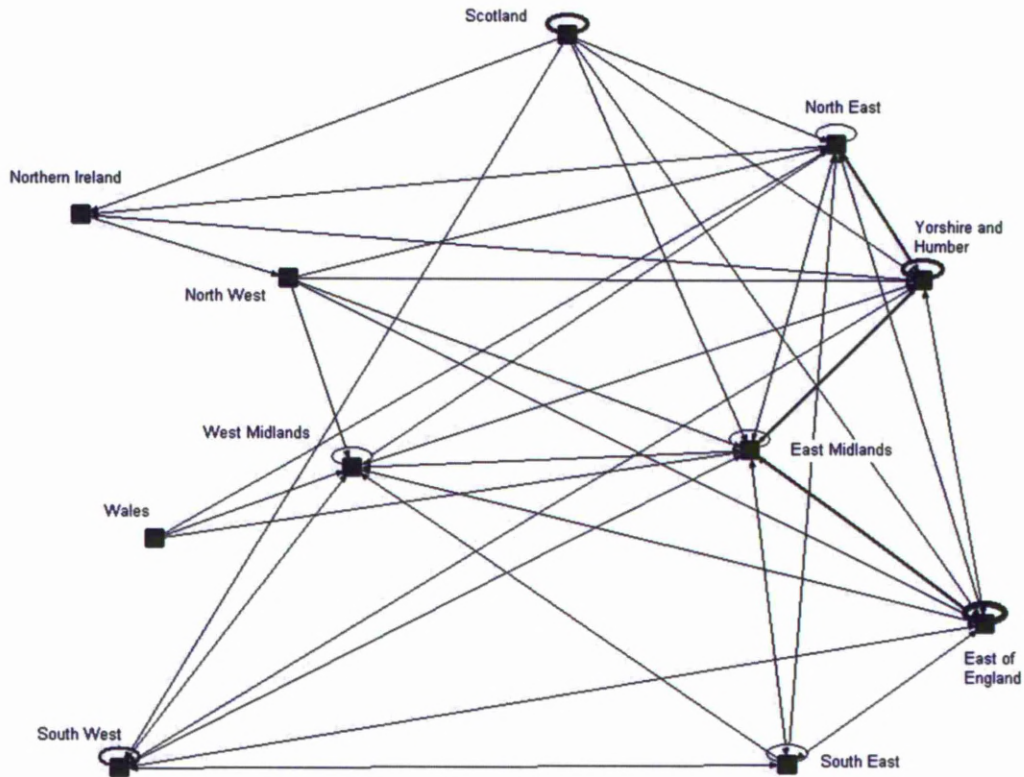 Scotland
North East
Northern Ireland
Yorshire and
Humber
North West
West Midlands
East Midlands
Wales
East of
England
South West
South East